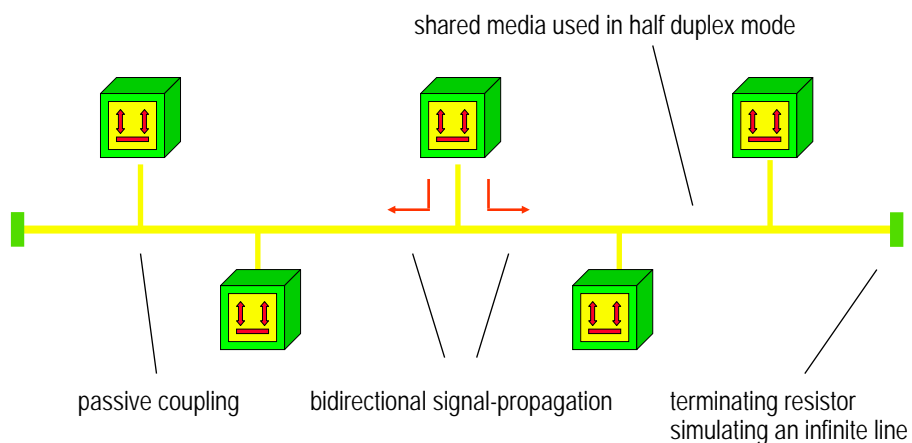 shared media used in half duplex mode
passive coupling
bidirectional signal-propagation
terminating resistor
simulating an infinite line